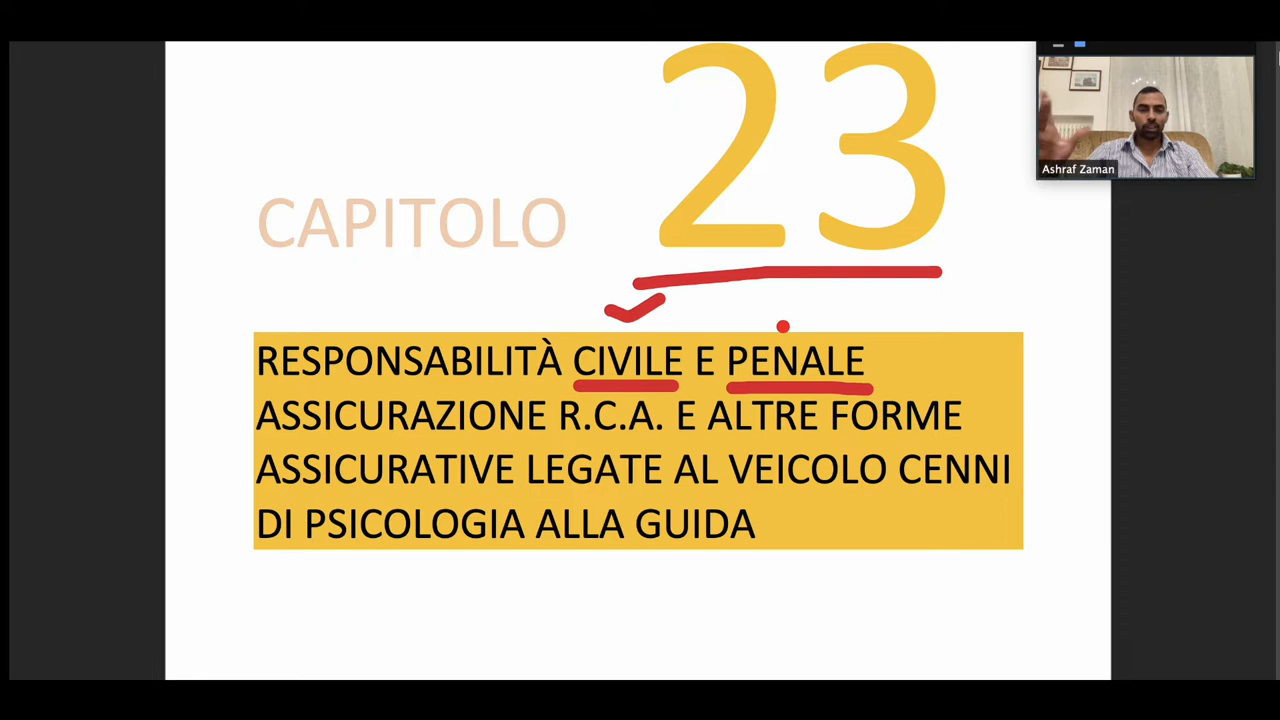 23
CAPITOLO
Ashraf Zaman
RESPONSABILITÀ CIVILE E PENALE
ASSICURAZIONE R.C.A. E ALTRE FORME
ASSICURATIVE LEGATE AL VEICOLO CENNI
DI PSICOLOGIA ALLA GUIDA